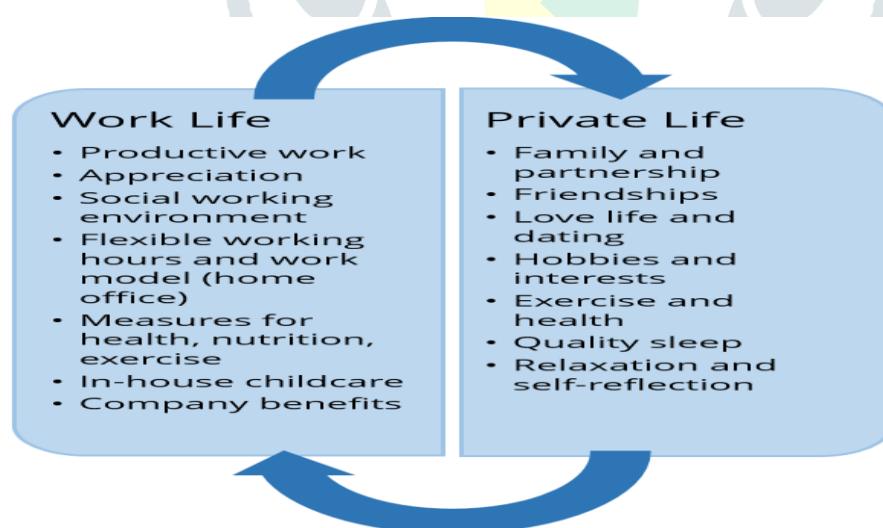 Work Life
• Productive work
• Appreciation
• Social working
environment
• Flexible working
hours and work
model (home
office)
• Measures for
health, nutrition,
exercise
• In-house childcare
• Company benefits
Private Life
• Family and
partnership
• Friendships
• Love life and
dating
• Hobbies and
interests
• Exercise and
health
• Quality sleep
• Relaxation and
self-reflection